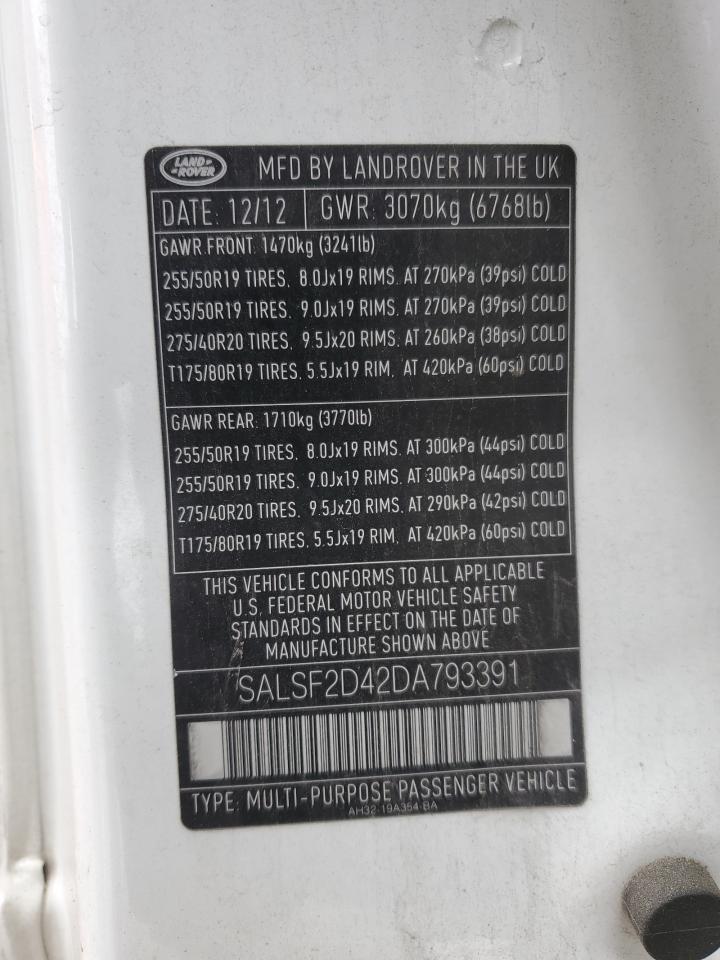 LAND ROVER MFD BY LANDROVER IN THE UK
DATE: 12/12 GWR: 3070kg (6768lb)
GAWR FRONT: 1470kg (3241lb)
255/50R19 TIRES, 8.0Jx19 RIMS. AT 270kPa (39psi) COLD
255/50R19 TIRES, 9.0Jx19 RIMS. AT 270kPa (39psi) COLD
275/40R20 TIRES, 9.5Jx20 RIMS. AT 260kPa (38psi) COLD
T175/80R19 TIRES, 5.5Jx19 RIM, AT 420kPa (60psi) COLD
GAWR REAR: 1710kg (3770lb)
255/50R19 TIRES, 8.0Jx19 RIMS. AT 300kPa (44psi) COLD
255/50R19 TIRES, 9.0Jx19 RIMS. AT 300kPa (44psi) COLD
275/40R20 TIRES, 9.5Jx20 RIMS. AT 290kPa (42psi) COLD
T175/80R19 TIRES, 5.5Jx19 RIM, AT 420kPa (60psi) COLD
THIS VEHICLE CONFORMS TO ALL APPLICABLE
U.S. FEDERAL MOTOR VEHICLE SAFETY
STANDARDS IN EFFECT ON THE DATE OF
MANUFACTURE SHOWN ABOVE
SALSF2D42DA793391
TYPE: MULTI-PURPOSE PASSENGER VEHICLE
AH32-19A354-BA